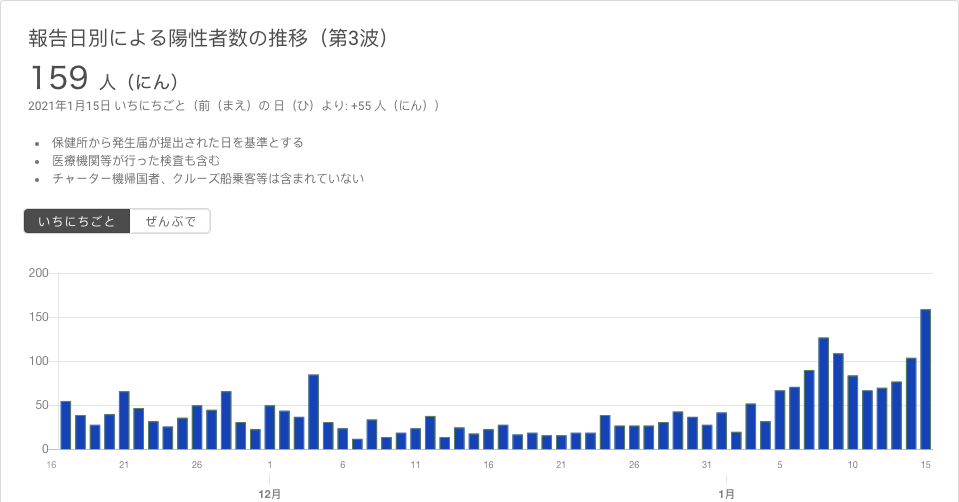 報告日別による陽性者数の推移（第3波）
159 人（にん）
2021年1月15日 いちにちごと（前（まえ）の 日（ひ）より: +55 人（にん））
• 保健所から発生届が提出された日を基準とする
• 医療機関等が行った検査も含む
• チャーター機帰国者、クルーズ船乗客等は含まれていない
いちにちごと ぜんぶで
200
150
100
50
0
16 21 26 1 6 11 16 21 26 31 5 10 15
12月 1月